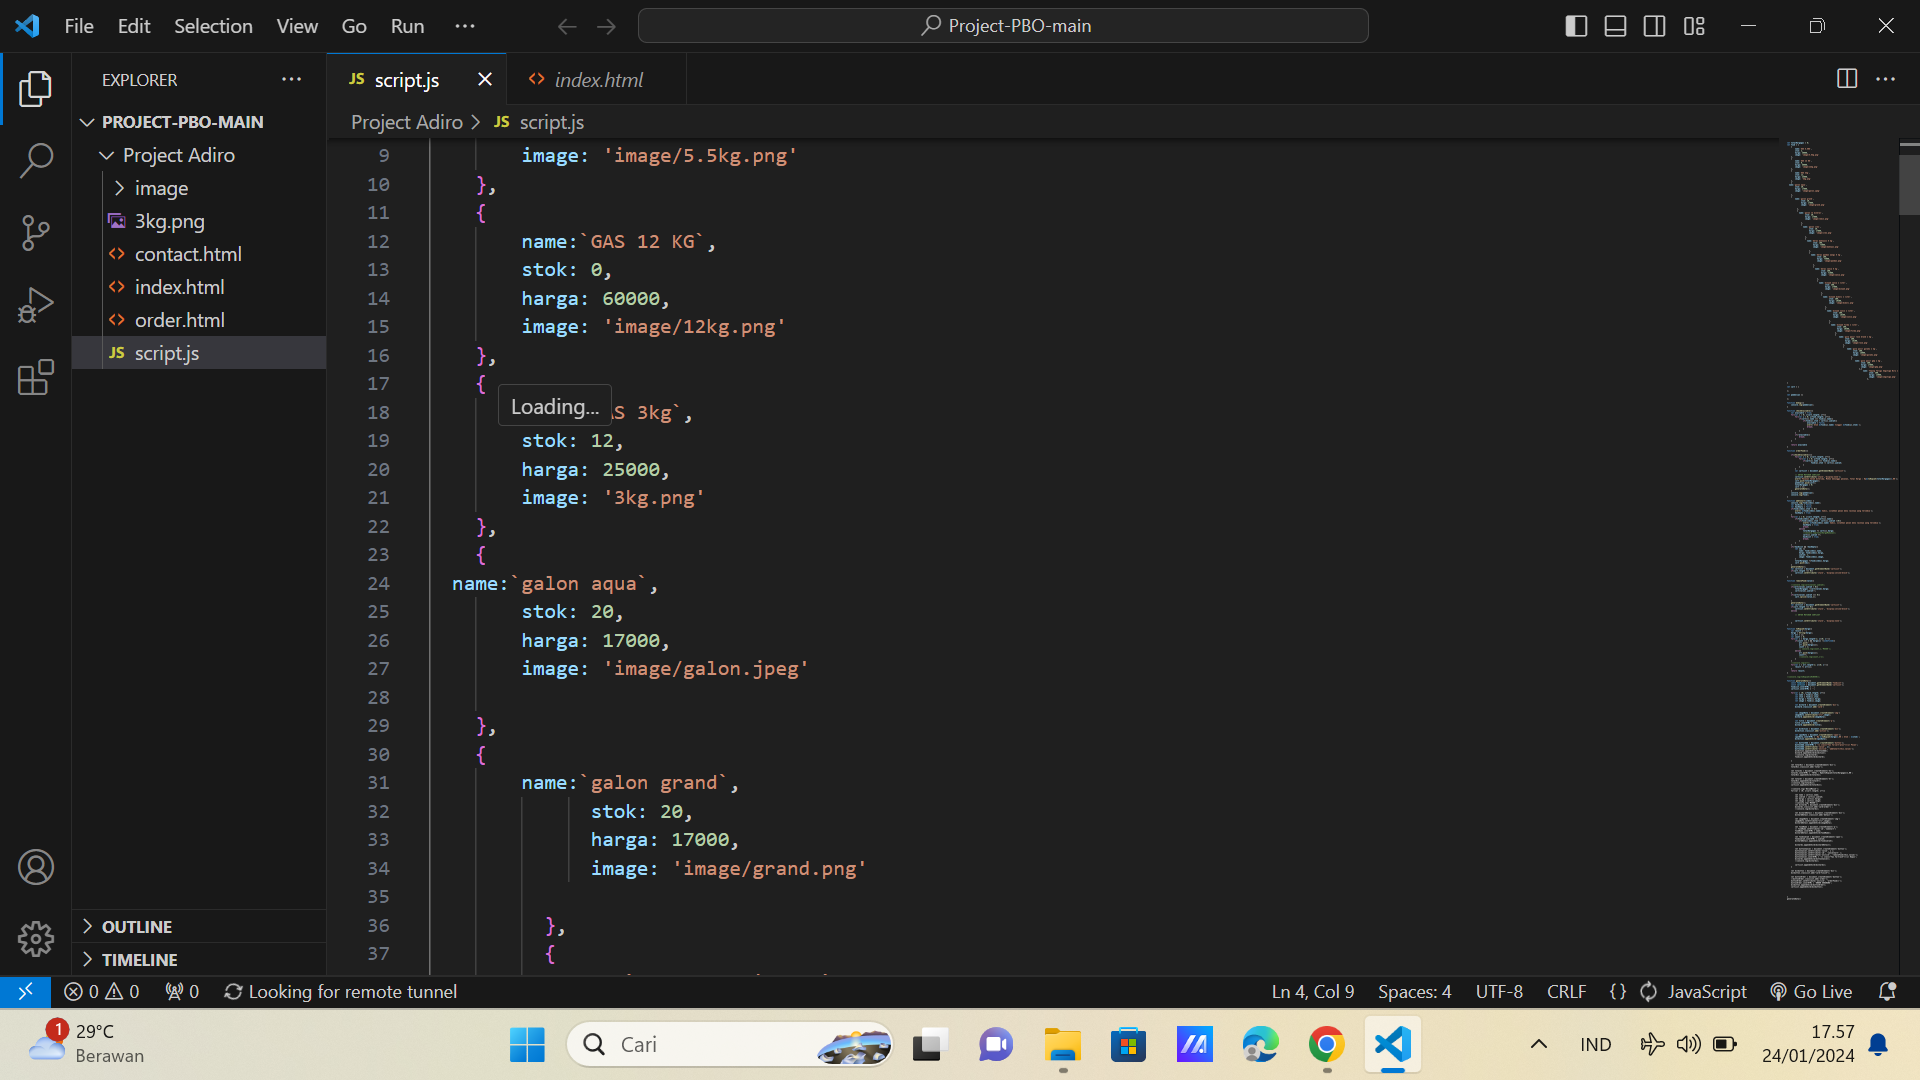 File Edit Selection View Go Run ...
Project-PBO-main
EXPLORER ...
JS script.js
index.html
PROJECT-PBO-MAIN
Project Adiro
image
3kg.png
contact.html
index.html
order.html
JS script.js
OUTLINE
TIMELINE
Project Adiro > JS script.js
9 image: 'image/5.5kg.png'
10 },
11 {
12 name:`GAS 12 KG`,
13 stok: 0,
14 harga: 60000,
15 image: 'image/12kg.png'
16 },
17 {
Loading...
18 AS 3kg`,
19 stok: 12,
20 harga: 25000,
21 image: '3kg.png'
22 },
23 {
24 name:`galon aqua`,
25 stok: 20,
26 harga: 17000,
27 image: 'image/galon.jpeg'
28
29 },
30 {
31 name:`galon grand`,
32 stok: 20,
33 harga: 17000,
34 image: 'image/grand.png'
35
36 },
37 {
0 0 0 Looking for remote tunnel
Ln 4, Col 9 Spaces: 4 UTF-8 CRLF {} JavaScript Go Live
1 29°C
Berawan
Cari
IND
17.57
24/01/2024